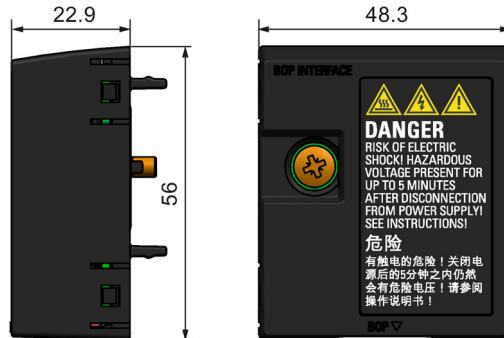 22.9
48.3
56
BOP INTERFACE
DANGER
RISK OF ELECTRIC
SHOCK! HAZARDOUS
VOLTAGE PRESENT FOR
UP TO 5 MINUTES
AFTER DISCONNECTION
FROM POWER SUPPLY!
SEE INSTRUCTIONS!
危险
有触电的危险！关闭电
源后的5分钟之内仍然
会有危险电压！请参阅
操作说明书！
BOP ▽